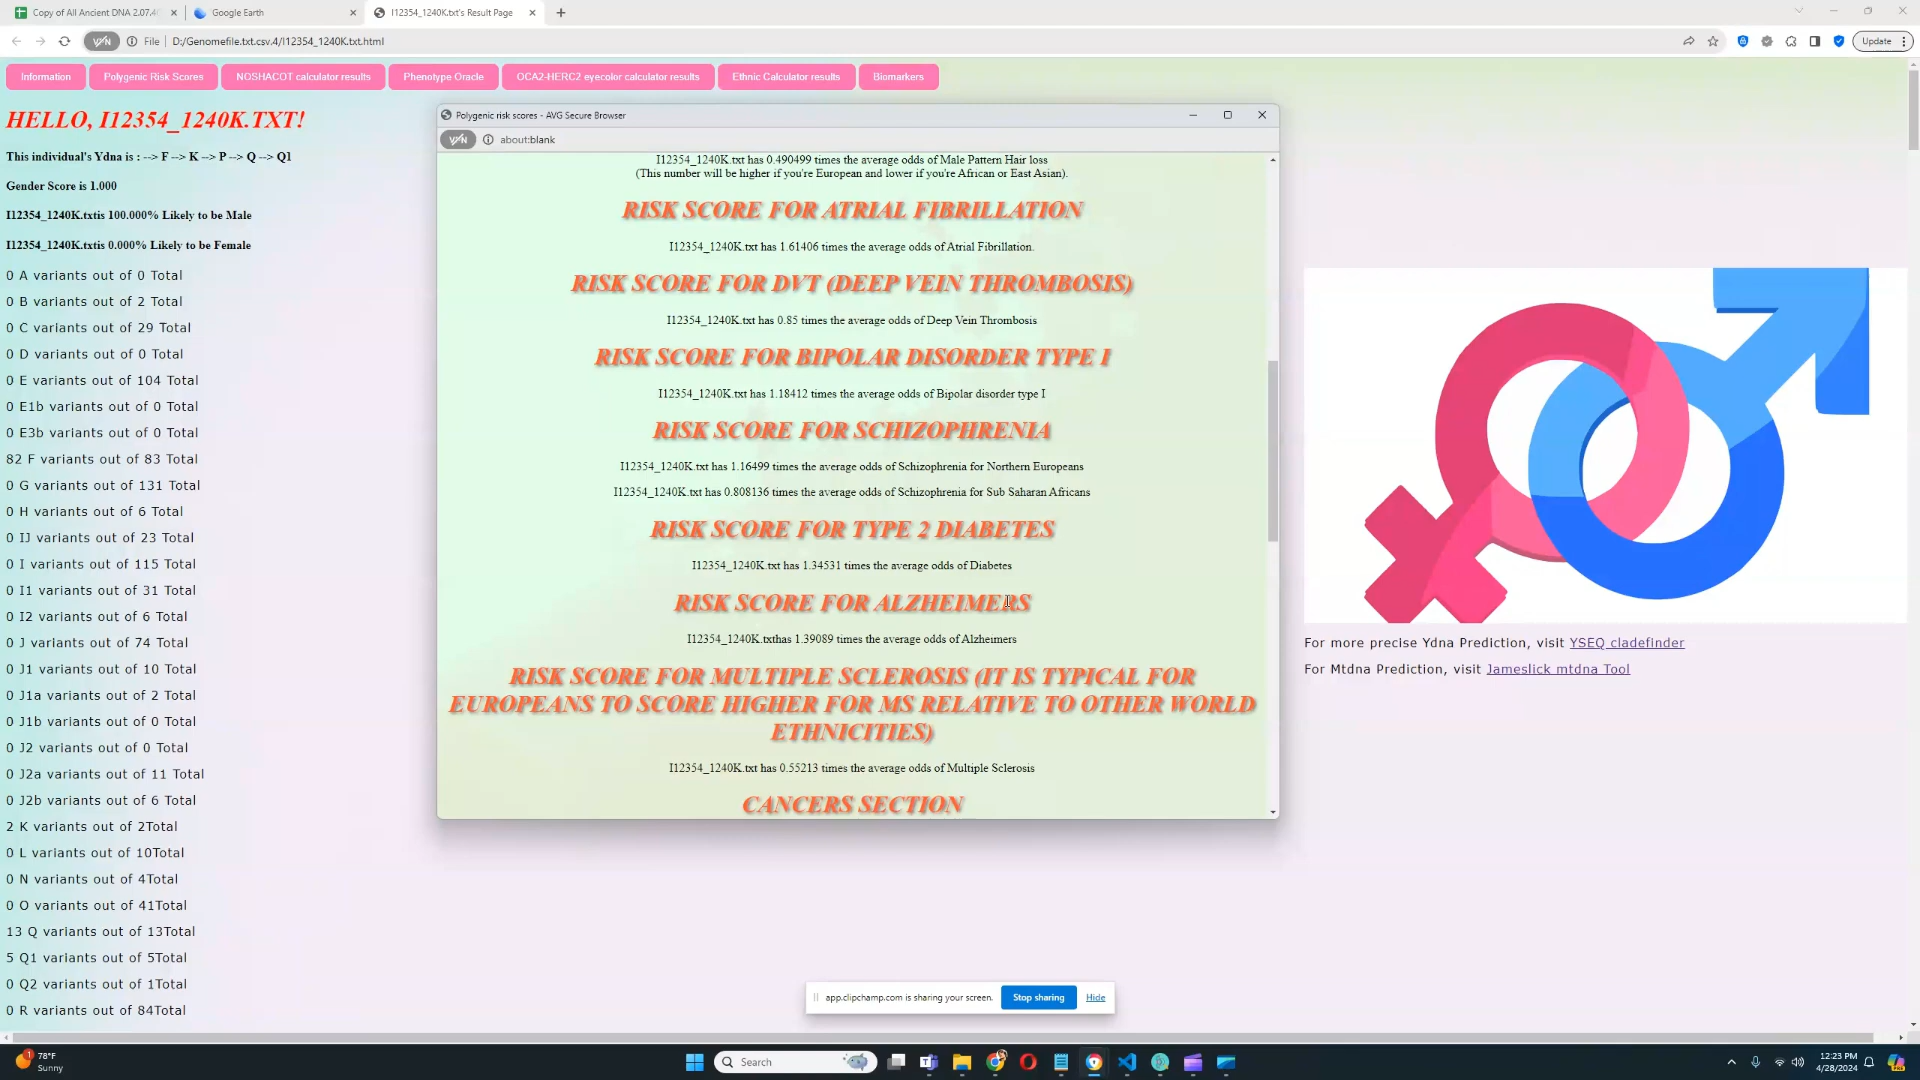 Copy of All Ancient DNA 2.07.4
Google Earth
I12354_1240K.txt's Result Page
File
D:/Genomefile.txt.csv.4/I12354_1240K.txt.html
Update
Information
Polygenic Risk Scores
NOSHACOT calculator results
Phenotype Oracle
OCA2-HERC2 eyecolor calculator results
Ethnic Calculator results
Biomarkers
HELLO, I12354_1240K.TXT!
This individual's Ydna is : --> F --> K --> P --> Q --> Q1
Gender Score is 1.000
I12354_1240K.txtis 100.000% Likely to be Male
I12354_1240K.txtis 0.000% Likely to be Female
0 A variants out of 0 Total
0 B variants out of 2 Total
0 C variants out of 29 Total
0 D variants out of 0 Total
0 E variants out of 104 Total
0 E1b variants out of 0 Total
0 E3b variants out of 0 Total
82 F variants out of 83 Total
0 G variants out of 131 Total
0 H variants out of 6 Total
0 IJ variants out of 23 Total
0 I variants out of 115 Total
0 I1 variants out of 31 Total
0 I2 variants out of 6 Total
0 J variants out of 74 Total
0 J1 variants out of 10 Total
0 J1a variants out of 2 Total
0 J1b variants out of 0 Total
0 J2 variants out of 0 Total
0 J2a variants out of 11 Total
0 J2b variants out of 6 Total
2 K variants out of 2Total
0 L variants out of 10Total
0 N variants out of 4Total
0 O variants out of 41Total
13 Q variants out of 13Total
5 Q1 variants out of 5Total
0 Q2 variants out of 1Total
0 R variants out of 84Total
Polygenic risk scores - AVG Secure Browser
about:blank
I12354_1240K.txt has 0.490499 times the average odds of Male Pattern Hair loss
(This number will be higher if you're European and lower if you're African or East Asian).
RISK SCORE FOR ATRIAL FIBRILLATION
I12354_1240K.txt has 1.61406 times the average odds of Atrial Fibrillation.
RISK SCORE FOR DVT (DEEP VEIN THROMBOSIS)
I12354_1240K.txt has 0.85 times the average odds of Deep Vein Thrombosis
RISK SCORE FOR BIPOLAR DISORDER TYPE I
I12354_1240K.txt has 1.18412 times the average odds of Bipolar disorder type I
RISK SCORE FOR SCHIZOPHRENIA
I12354_1240K.txt has 1.16499 times the average odds of Schizophrenia for Northern Europeans
I12354_1240K.txt has 0.808136 times the average odds of Schizophrenia for Sub Saharan Africans
RISK SCORE FOR TYPE 2 DIABETES
I12354_1240K.txt has 1.34531 times the average odds of Diabetes
RISK SCORE FOR ALZHEIMERS
I12354_1240K.txthas 1.39089 times the average odds of Alzheimers
RISK SCORE FOR MULTIPLE SCLEROSIS (IT IS TYPICAL FOR
EUROPEANS TO SCORE HIGHER FOR MS RELATIVE TO OTHER WORLD
ETHNICITIES)
I12354_1240K.txt has 0.55213 times the average odds of Multiple Sclerosis
CANCERS SECTION
For more precise Ydna Prediction, visit YSEQ cladefinder
For Mtdna Prediction, visit Jameslick mtdna Tool
app.clipchamp.com is sharing your screen.
Stop sharing
Hide
1
78°F
Sunny
Search
12:23 PM
4/28/2024